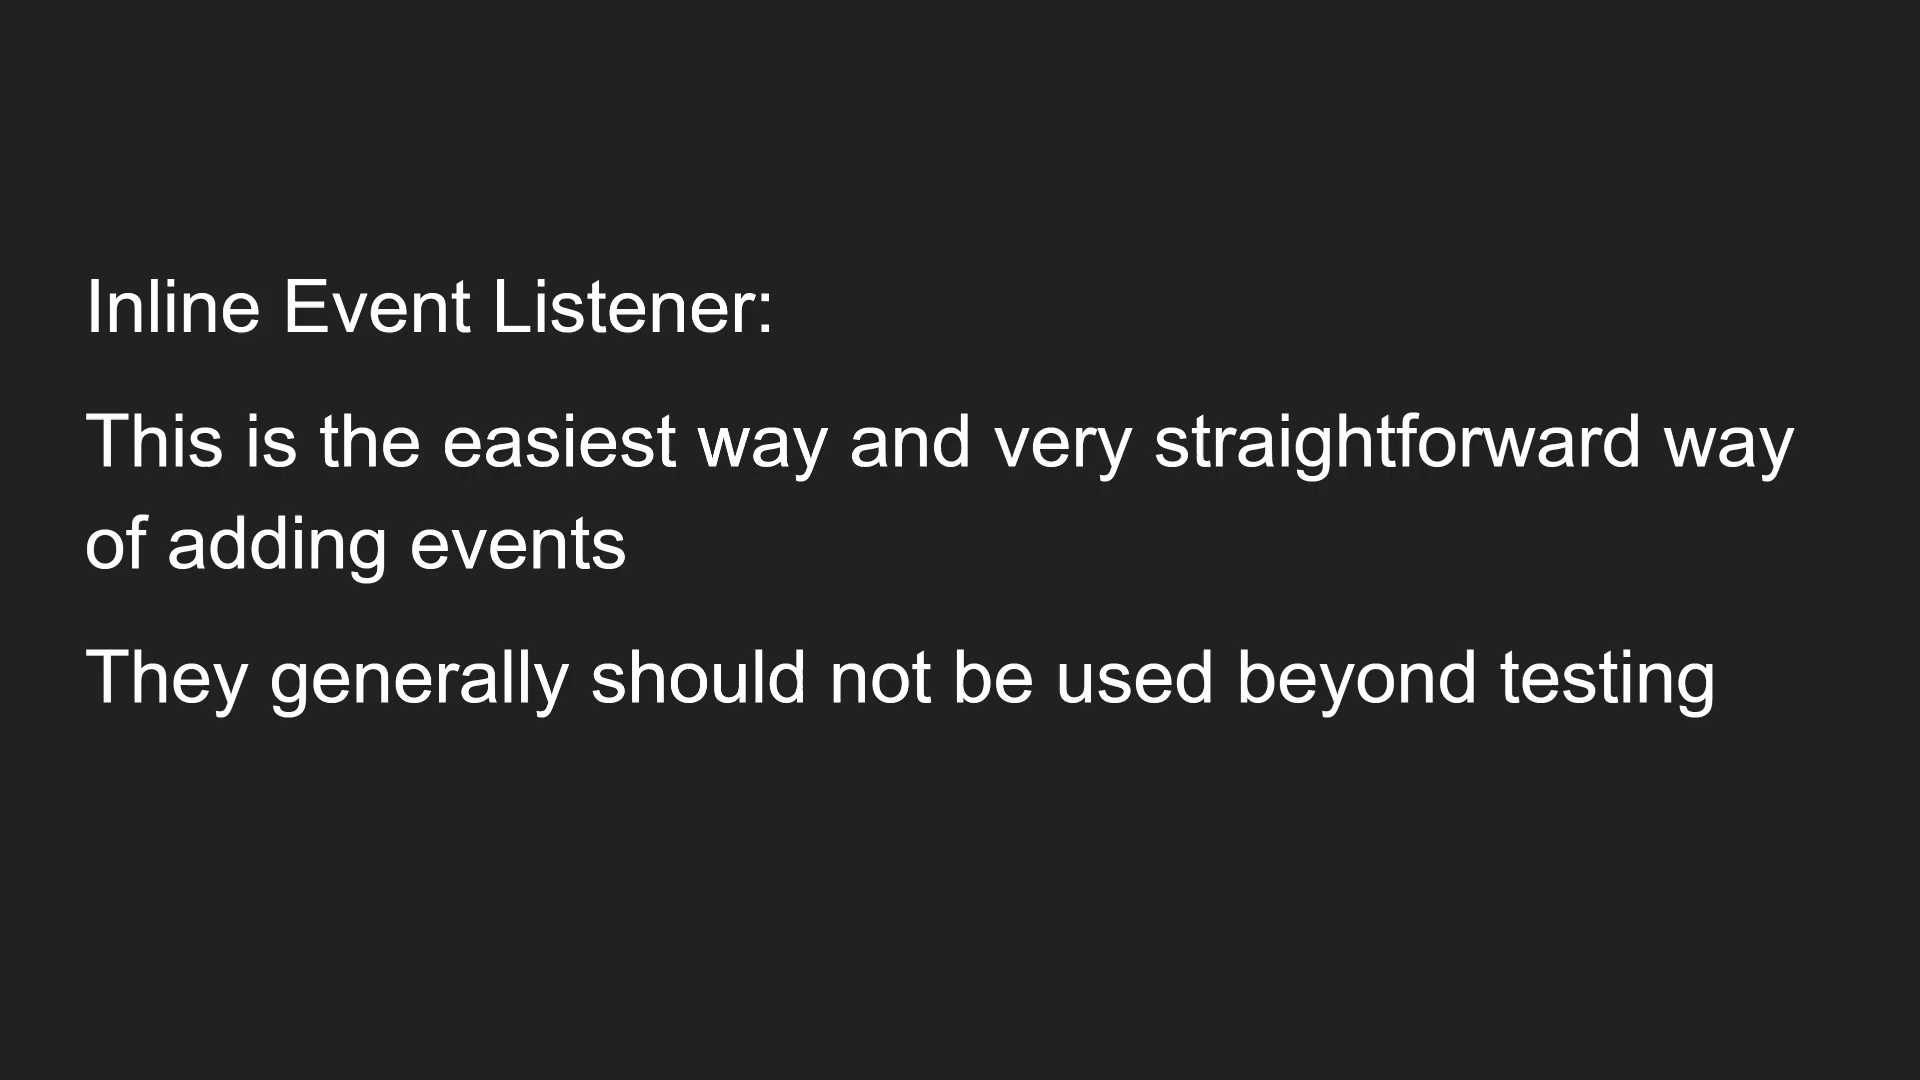 Inline Event Listener:
This is the easiest way and very straightforward way
of adding events
They generally should not be used beyond testing